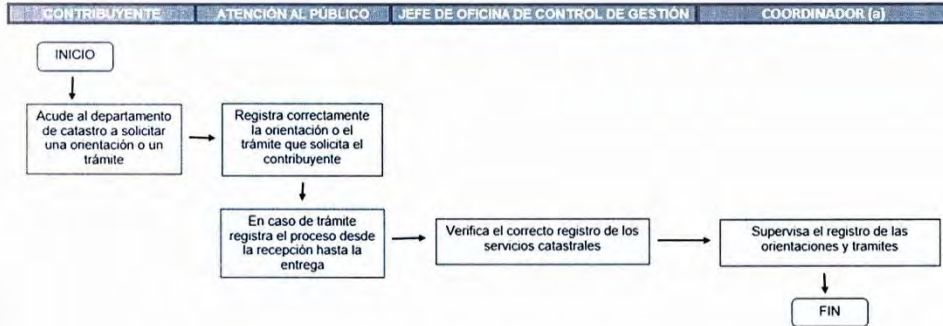 CONTRIBUYENTE ATENCIÓN AL PÚBLICO JEFE DE OFICINA DE CONTROL DE GESTIÓN COORDINADOR (a)
INICIO
Acude al departamento
de catastro a solicitar
una orientación o un
trámite
Registra correctamente
la orientación o el
trámite que solicita el
contribuyente
En caso de trámite
registra el proceso desde
la recepción hasta la
entrega
Verifica el correcto registro de los
servicios catastrales
Supervisa el registro de las
orientaciones y tramites
FIN